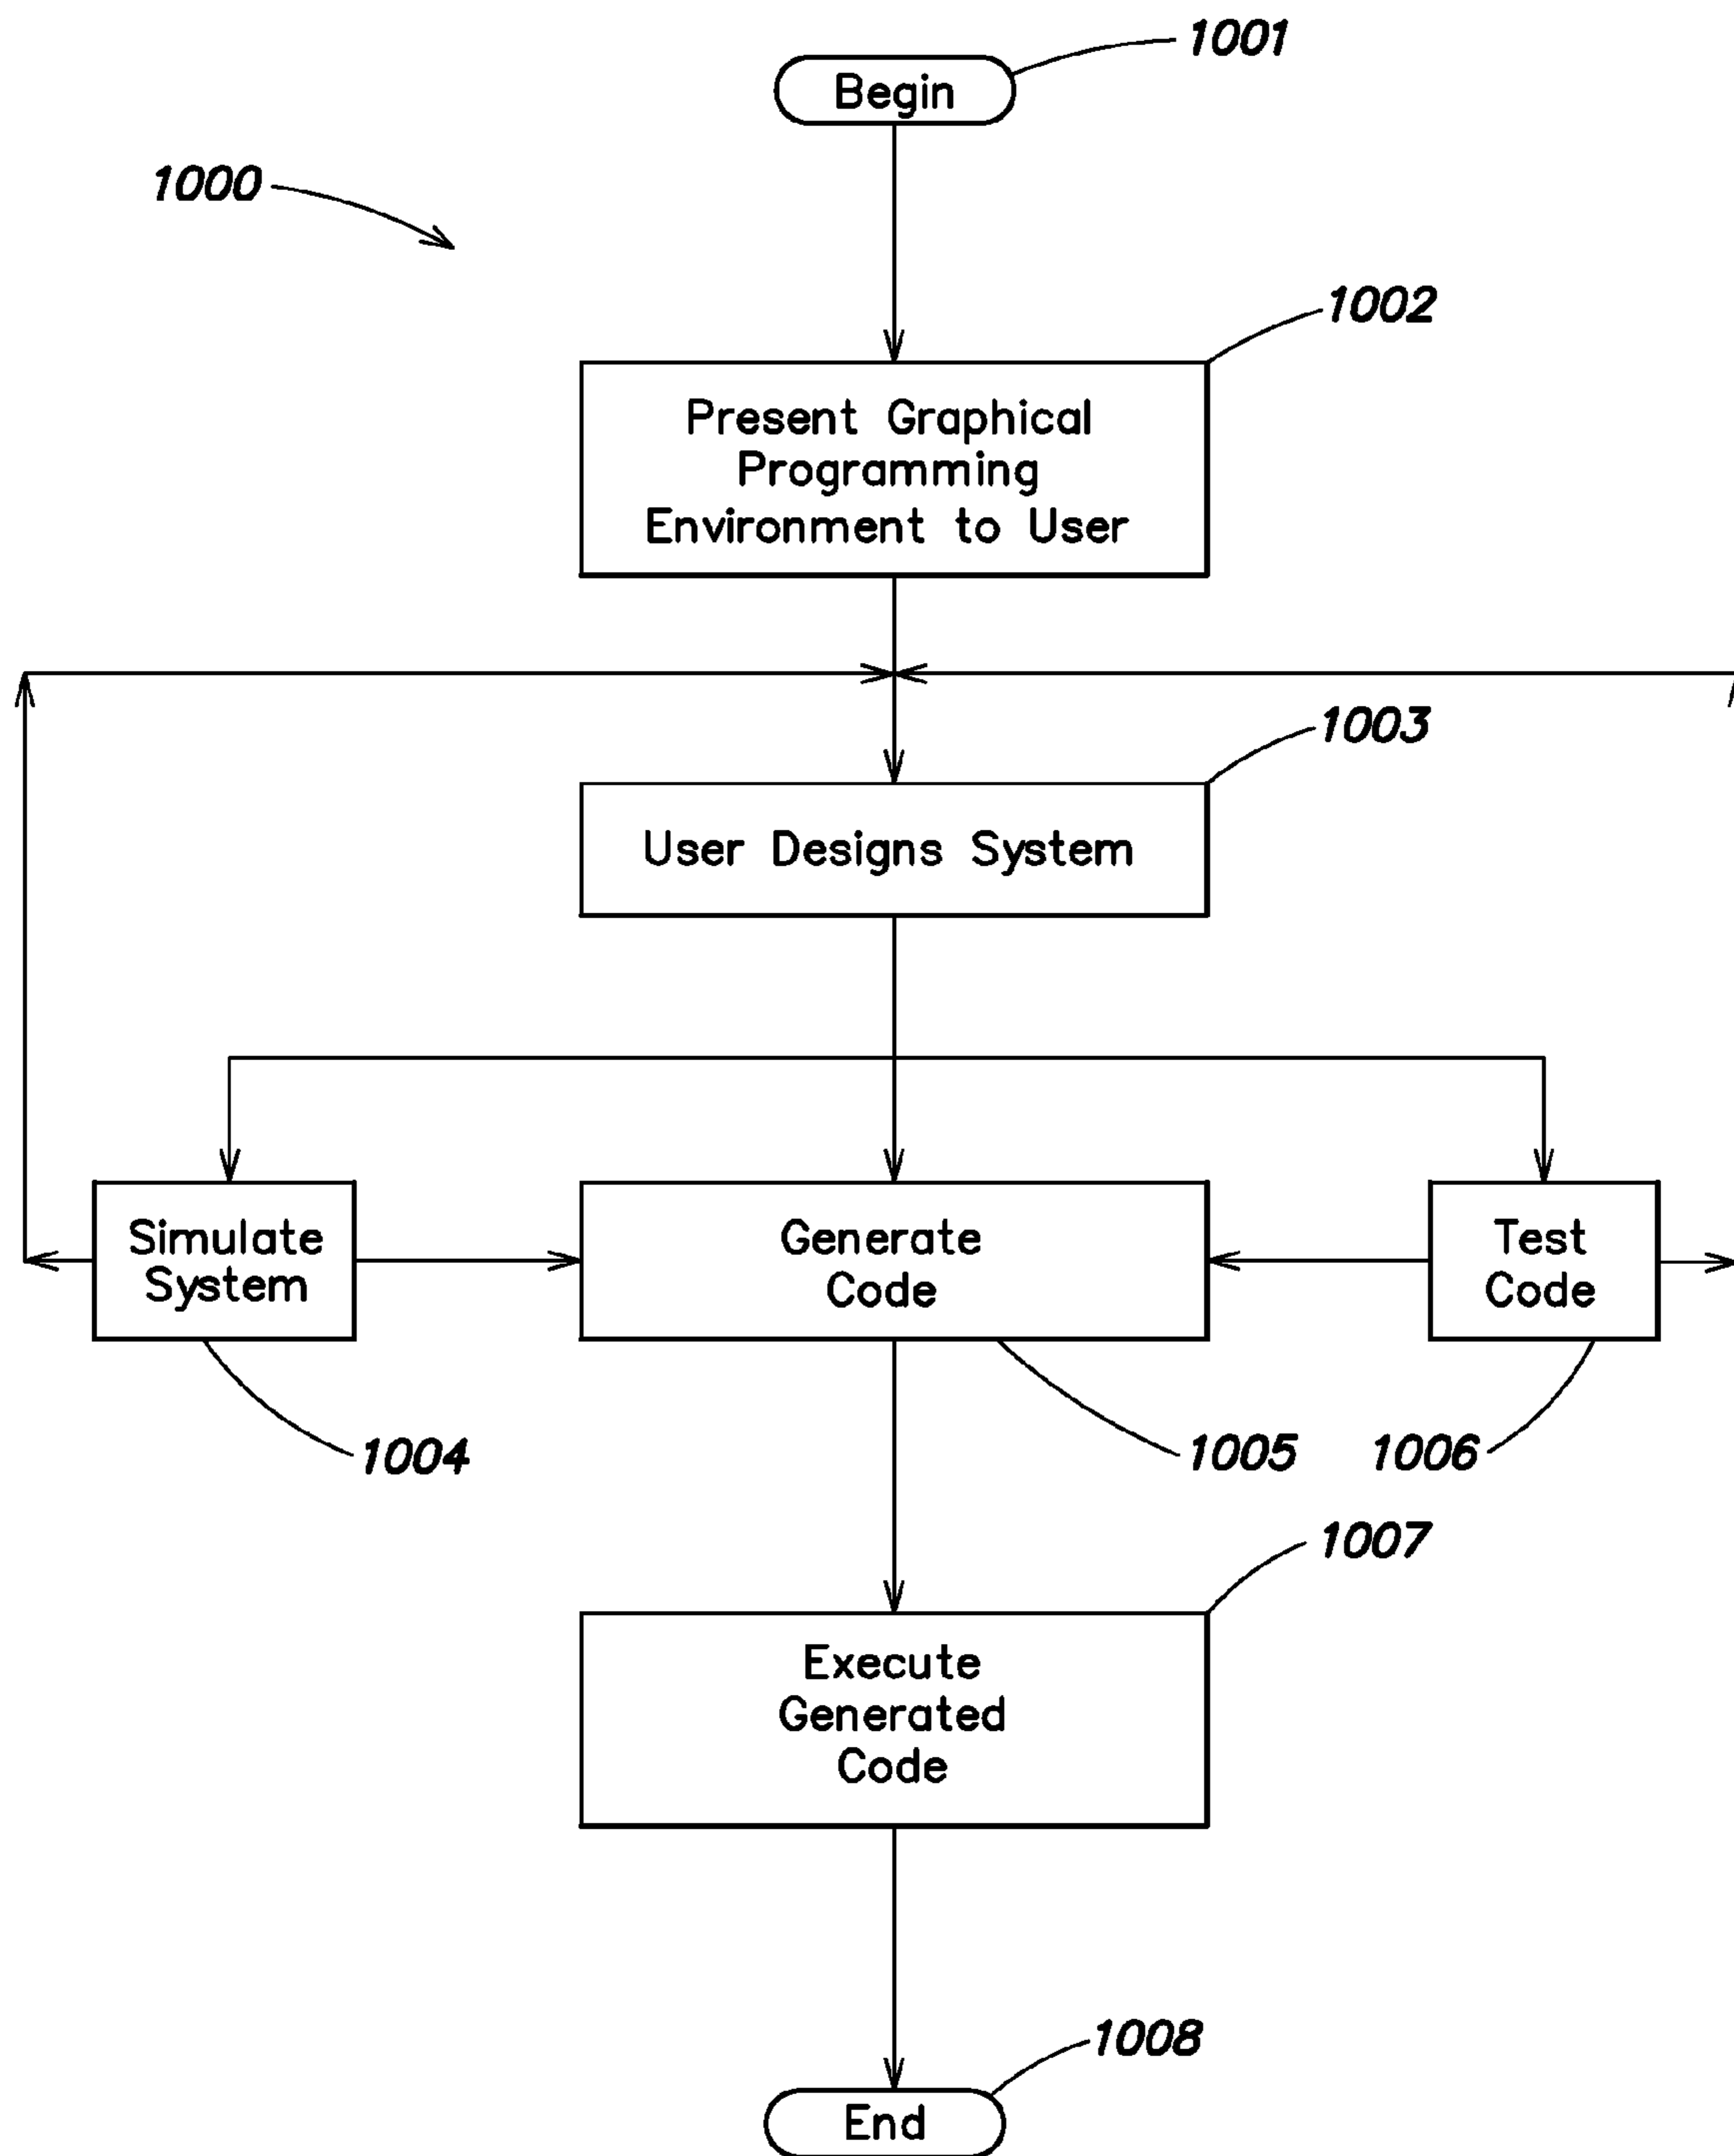 1001
Begin
1000
1002
Present Graphical
Programming
Environment to User
1003
User Designs System
Simulate
System
Generate
Code
Test
Code
1004
1005
1006
1007
Execute
Generated
Code
1008
End